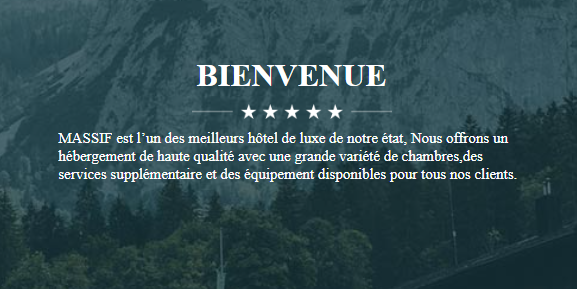 BIENVENUE
MASSIF est l’un des meilleurs hôtel de luxe de notre état, Nous offrons un
hébergement de haute qualité avec une grande variété de chambres,des
services supplémentaire et des équipement disponibles pour tous nos clients.